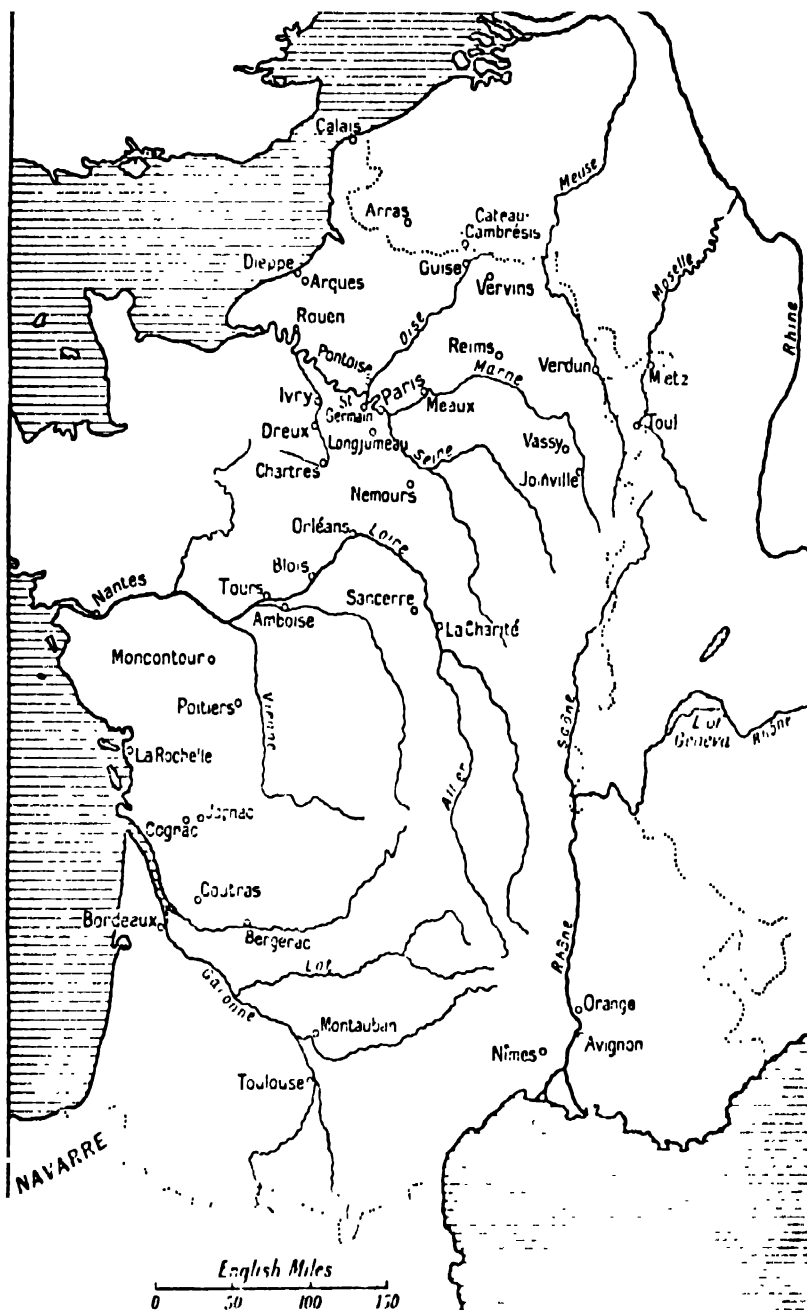 Calais
Meuse
Arras
Cateau-
Cambrésis
Dieppe
Arques
Guise
Vervins
Moselle
Rhine
Rouen
Oise
Pontoise
Reims
Marne
Verdun
Metz
Ivry
St
Germain
Paris
Meaux
Dreux
Longjumeau
Vassy
Toul
Chartres
Seine
Joinville
Nemours
Orléans
Loire
Blois
Nantes
Tours
Amboise
Sancerre
La Charité
Moncontour
Poitiers
Vienne
Saône
L of
Geneva
Rhône
La Rochelle
Allier
Jarnac
Cognac
Coutras
Bordeaux
Bergerac
Lot
Rhône
Garonne
Orange
Montauban
Nîmes
Avignon
Toulouse
NAVARRE
English Miles
0 50 100 150